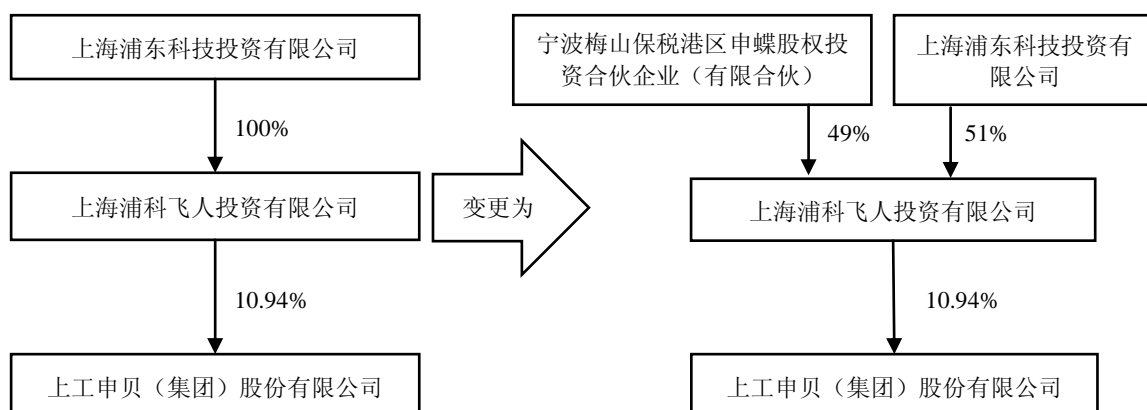 上海浦东科技投资有限公司
100%
上海浦科飞人投资有限公司
10.94%
上工申贝（集团）股份有限公司
变更为
宁波梅山保税港区申蝶股权投
资合伙企业（有限合伙）
上海浦东科技投资有
限公司
49%
51%
上海浦科飞人投资有限公司
10.94%
上工申贝（集团）股份有限公司